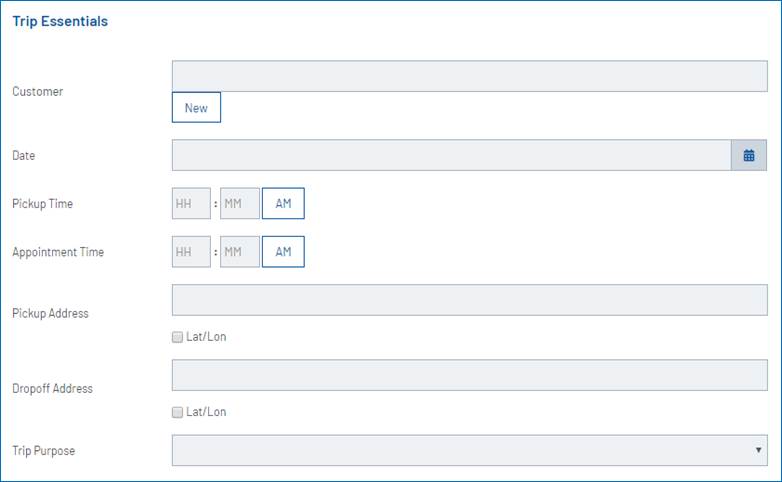 Trip Essentials
Customer
New
Date
Pickup Time HH : MM AM
Appointment Time HH : MM AM
Pickup Address
Lat/Lon
Dropoff Address
Lat/Lon
Trip Purpose